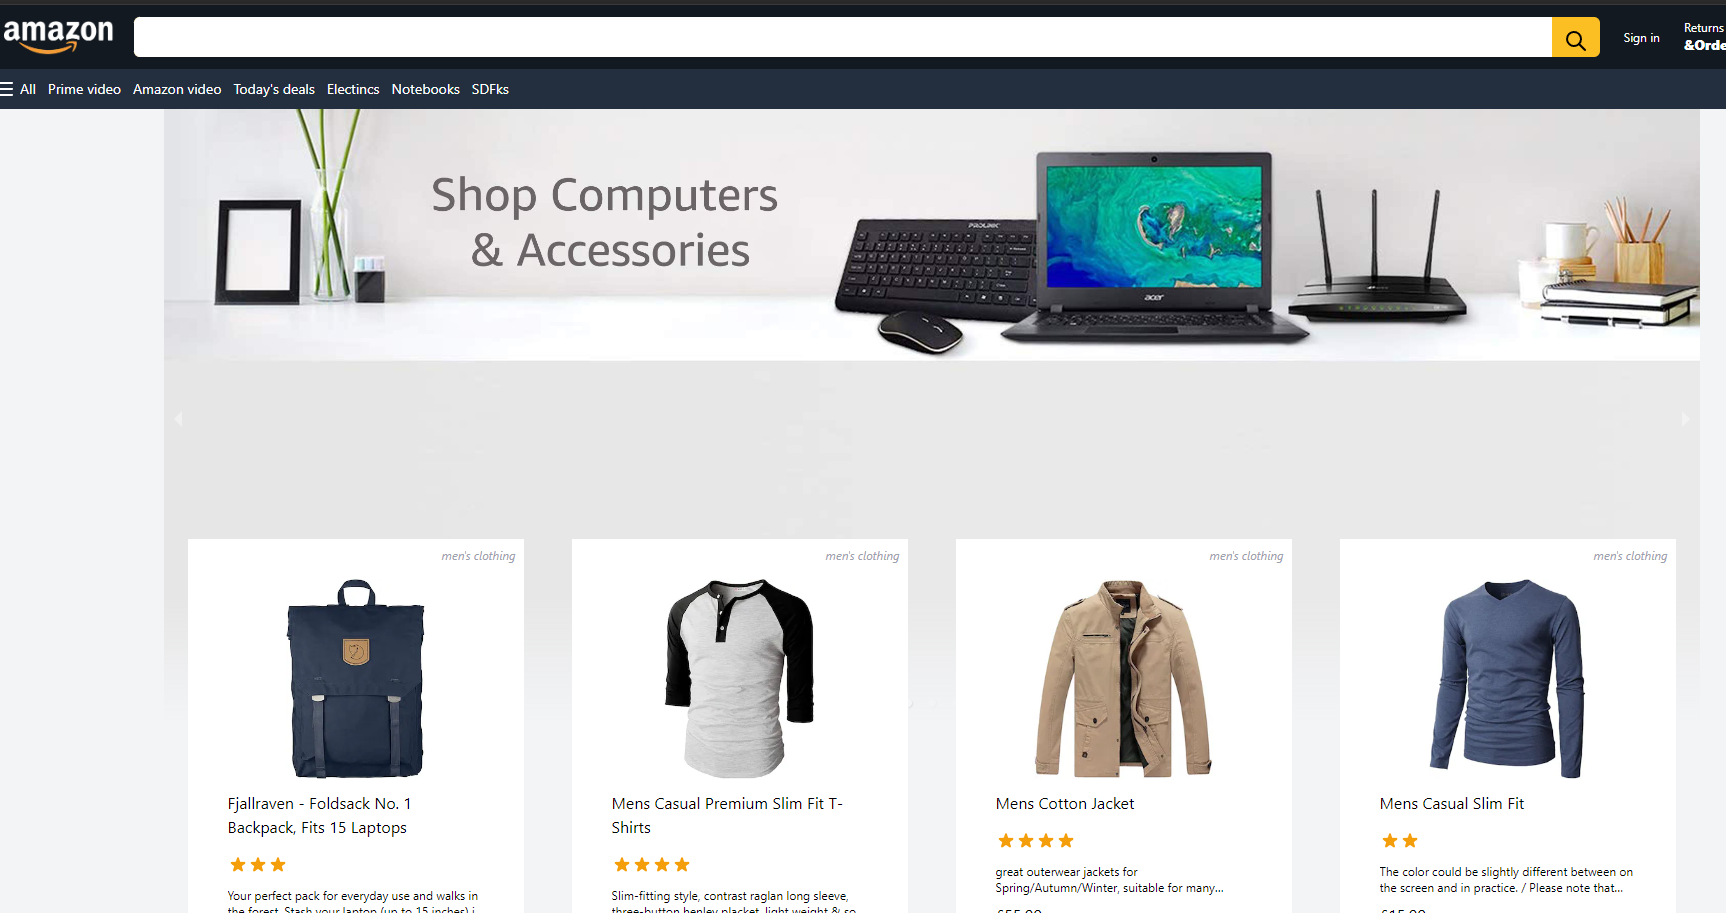 amazon
Sign in
Returns
&Orde
All Prime video Amazon video Today's deals Electincs Notebooks SDFks
Shop Computers
& Accessories
PROLINK
acer
men's clothing
Fjallraven - Foldsack No. 1
Backpack, Fits 15 Laptops
Your perfect pack for everyday use and walks in
the forest. Stash your laptop (up to 15 inches) i
men's clothing
Mens Casual Premium Slim Fit T-
Shirts
Slim-fitting style, contrast raglan long sleeve,
three-button henley placket, light weight & so
men's clothing
Mens Cotton Jacket
great outerwear jackets for
Spring/Autumn/Winter, suitable for many...
men's clothing
Mens Casual Slim Fit
The color could be slightly different between on
the screen and in practice. / Please note that...